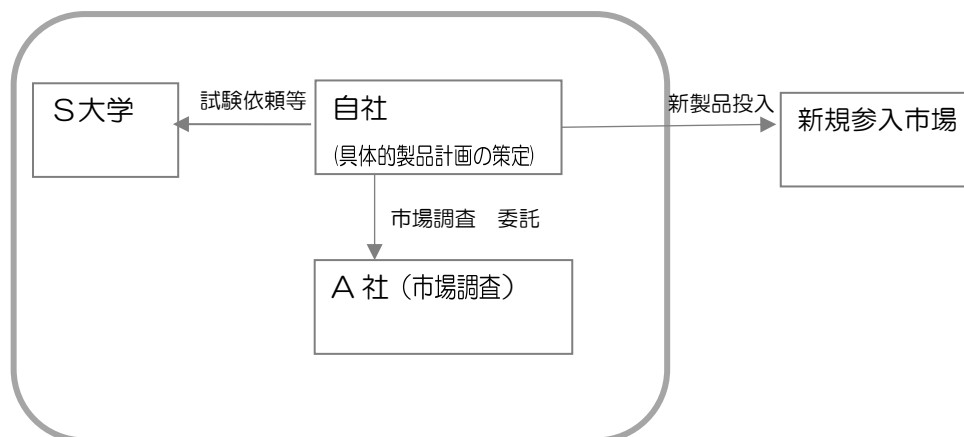 S大学
試験依頼等
自社
(具体的製品計画の策定)
新製品投入
新規参入市場
市場調査　委託
A社（市場調査）